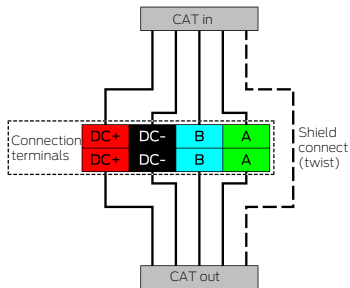 CAT in
Connection
terminals
DC+ DC- B A
DC+ DC- B A
Shield
connect
(twist)
CAT out